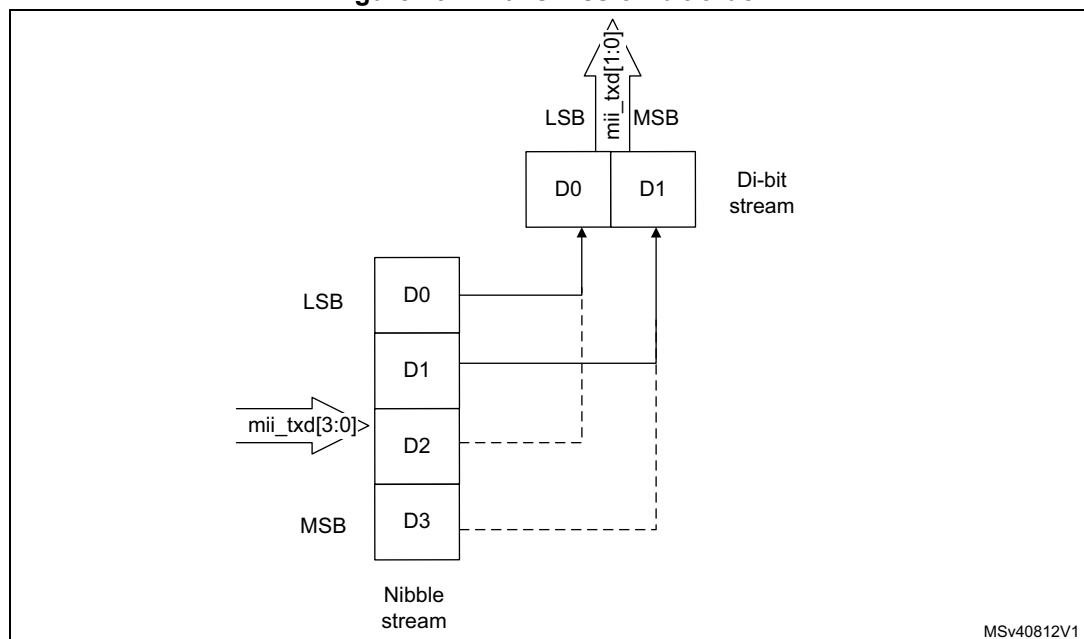 mii_txd[1:0]>
LSB
MSB
D0
D1
Di-bit
stream
LSB
D0
D1
mii_txd[3:0]>
D2
MSB
D3
Nibble
stream
MSv40812V1